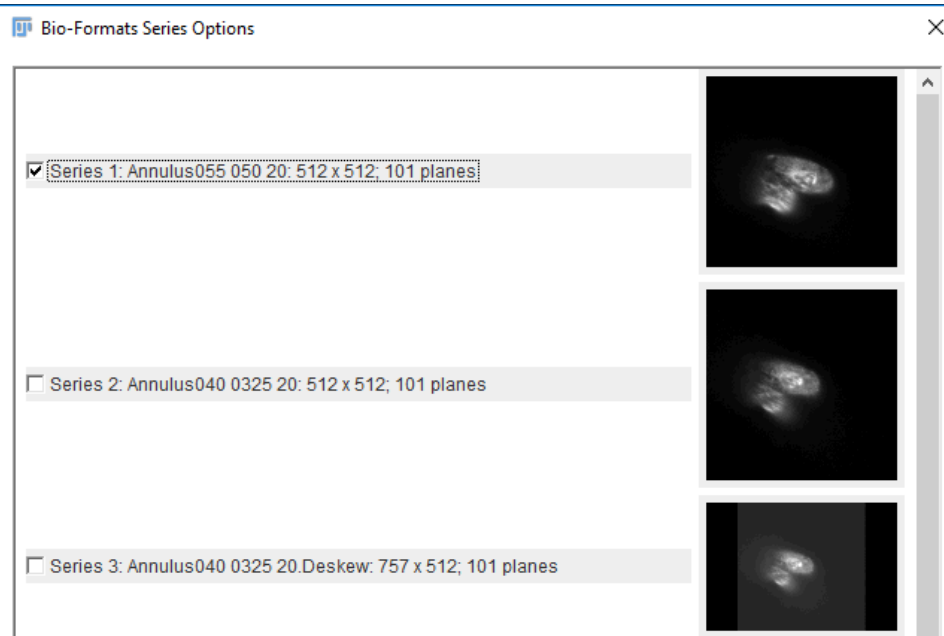 Bio-Formats Series Options
Series 1: Annulus055 050 20: 512 x 512; 101 planes
Series 2: Annulus040 0325 20: 512 x 512; 101 planes
Series 3: Annulus040 0325 20.Deskew: 757 x 512; 101 planes